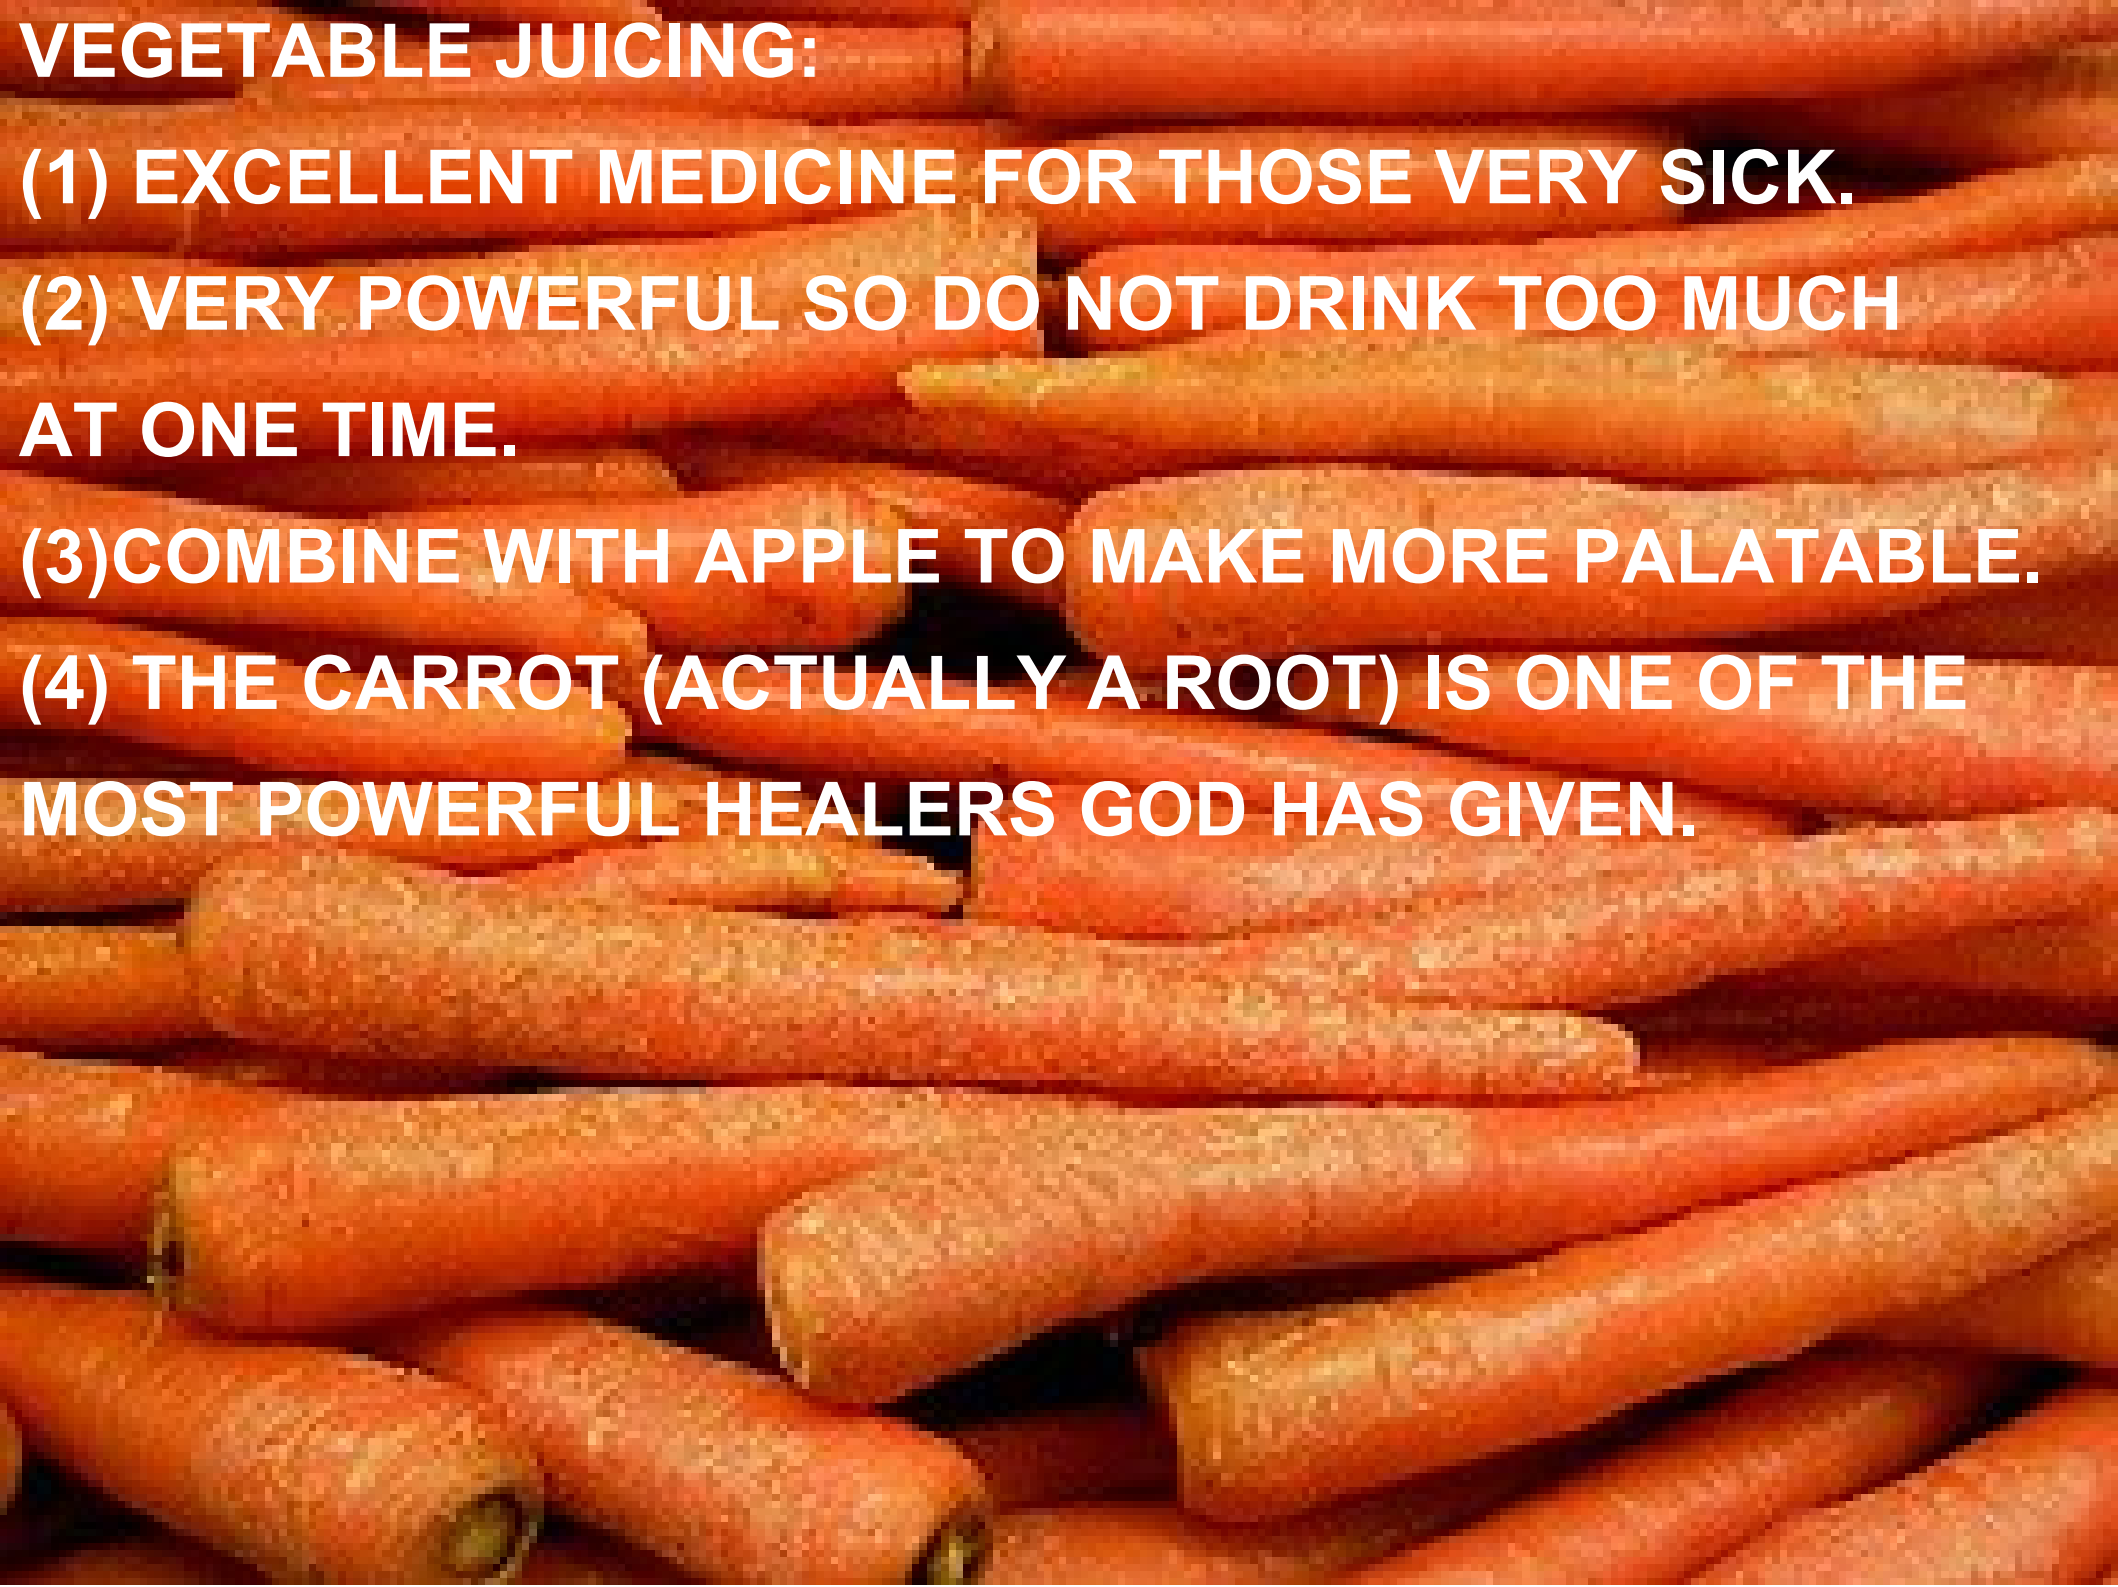 VEGETABLE JUICING:
(1) EXCELLENT MEDICINE FOR THOSE VERY SICK.
(2) VERY POWERFUL SO DO NOT DRINK TOO MUCH
AT ONE TIME.
(3)COMBINE WITH APPLE TO MAKE MORE PALATABLE.
(4) THE CARROT (ACTUALLY A ROOT) IS ONE OF THE
MOST POWERFUL HEALERS GOD HAS GIVEN.